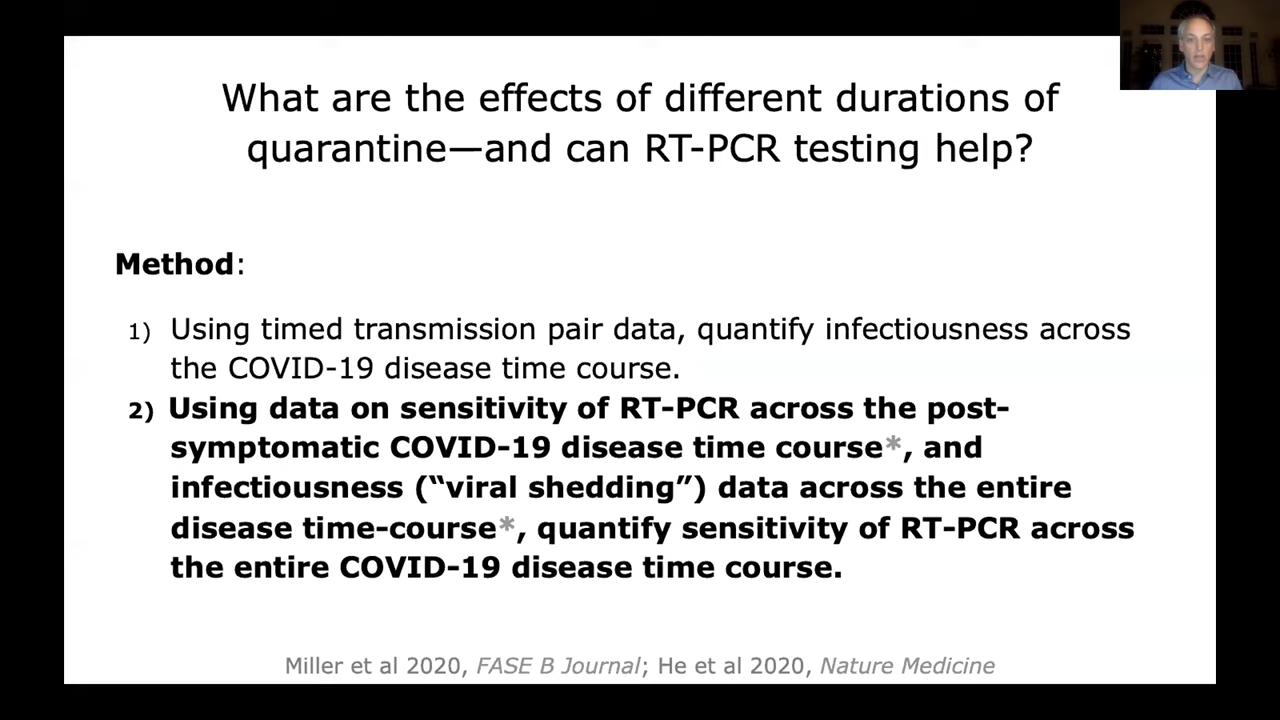 What are the effects of different durations of
quarantine—and can RT-PCR testing help?
Method:
1) Using timed transmission pair data, quantify infectiousness across
the COVID-19 disease time course.
2) Using data on sensitivity of RT-PCR across the post-
symptomatic COVID-19 disease time course*, and
infectiousness (“viral shedding”) data across the entire
disease time-course*, quantify sensitivity of RT-PCR across
the entire COVID-19 disease time course.
Miller et al 2020, FASE B Journal; He et al 2020, Nature Medicine